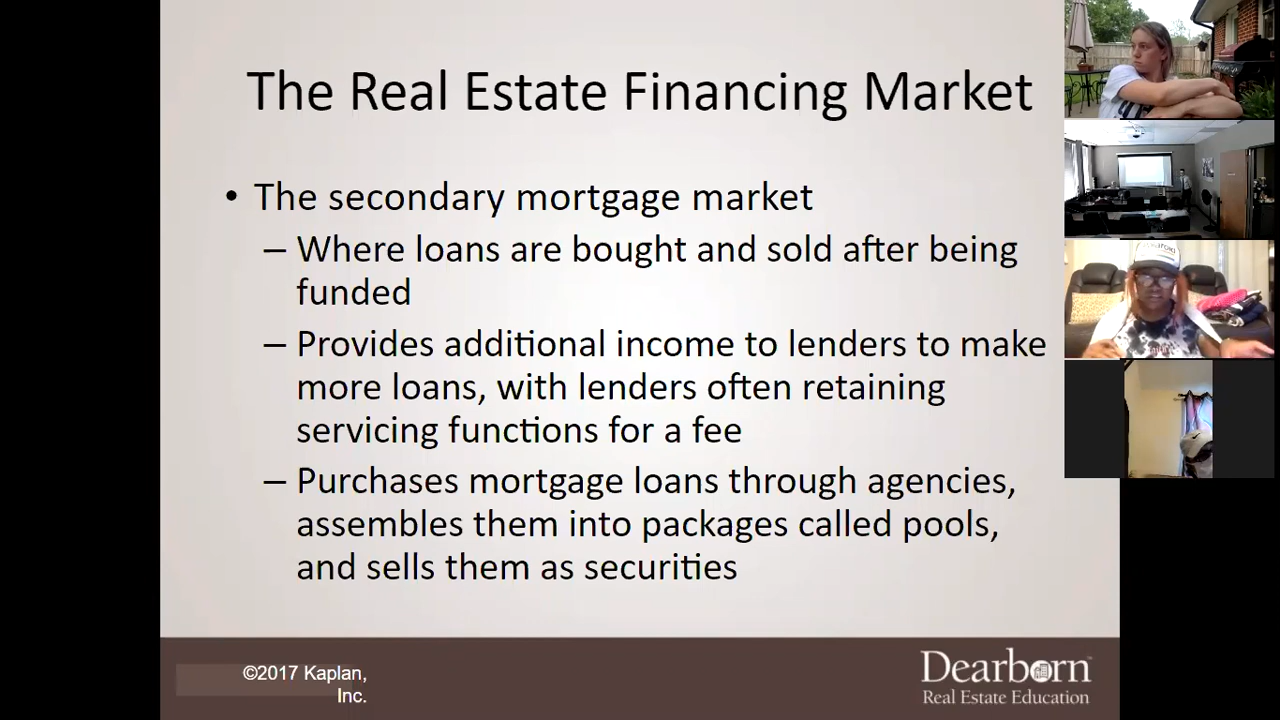 The Real Estate Financing Market
• The secondary mortgage market
– Where loans are bought and sold after being
funded
– Provides additional income to lenders to make
more loans, with lenders often retaining
servicing functions for a fee
– Purchases mortgage loans through agencies,
assembles them into packages called pools,
and sells them as securities
©2017 Kaplan,
Inc.
Dearborn™
Real Estate Education